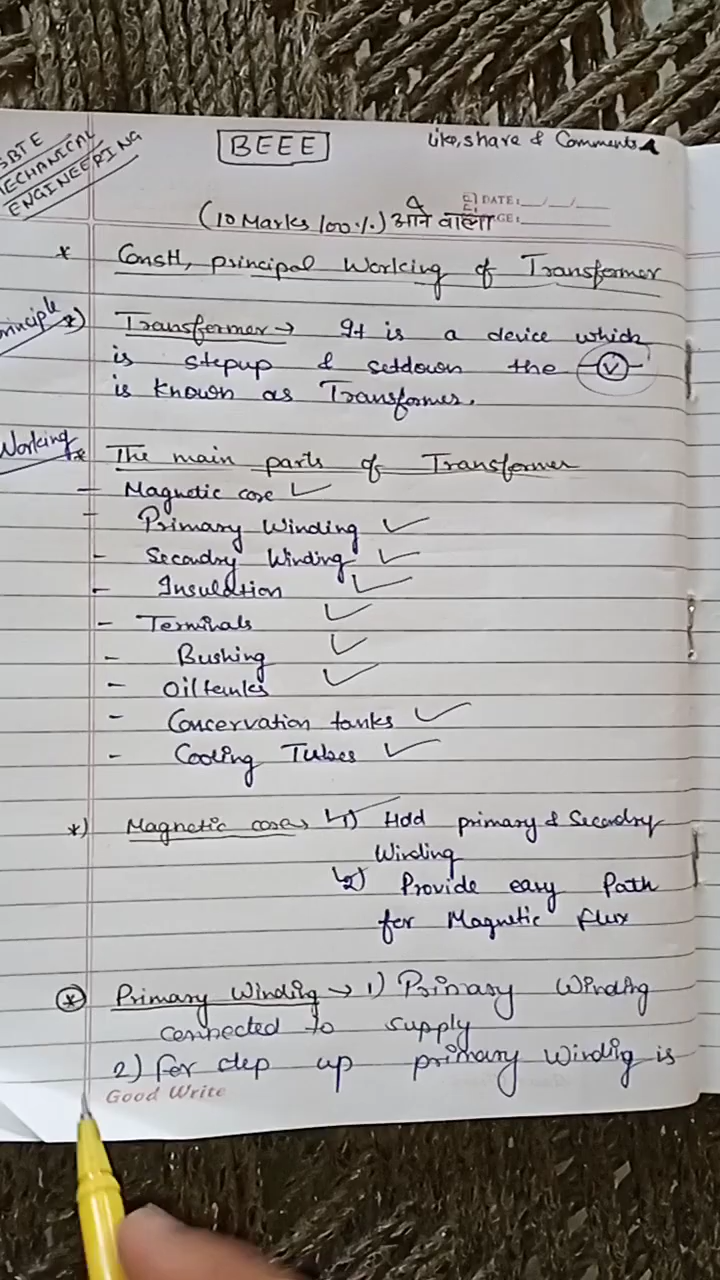 SBTE
MECHANICAL
ENGINEERING
BEEE
Like, share & Comments
DATE:
PAGE:
(10 Marks 100%) आने वाला
* Constt, principal Working of Transformer
Principle
*) Transformer → It is a device which
is stepup & setdown the V
is known as Transformer.
Working
* The main parts of Transformer
- Magnetic core ✓
- Primary Winding ✓
- Secondry Winding ✓
- Insulation ✓
- Terminals ✓
- Bushing ✓
- Oil tanks ✓
- Concervation tanks ✓
- Cooling Tubes ✓
*) Magnetic core 1) Hold primary & Secondry
Winding
2) Provide easy Path
for Magnetic flux
* Primary Winding → 1) Primary Winding
connected to supply
2) for step up primary Winding is
Good Write